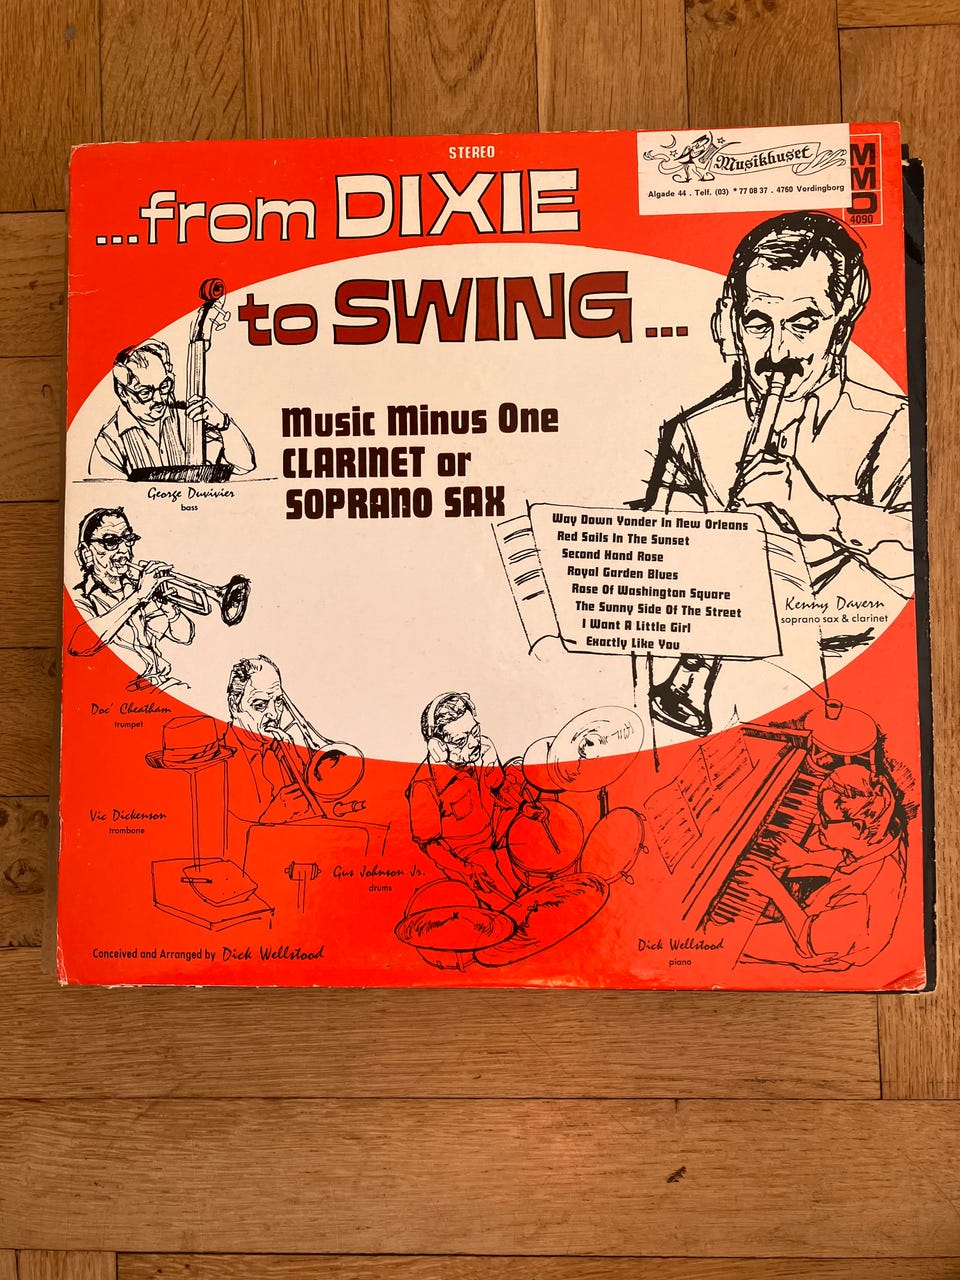 STEREO
...from DIXIE
to SWING...
Musikhuset
Algade 44 . Telf. (03) *77 08 37 . 4760 Vordingborg
MMO
4090
Music Minus One
CLARINET or
SOPRANO SAX
George Duvivier
bass
Way Down Yonder In New Orleans
Red Sails In The Sunset
Second Hand Rose
Royal Garden Blues
Rose Of Washington Square
The Sunny Side Of The Street
I Want A Little Girl
Exactly Like You
Kenny Davern
soprano sax & clarinet
Doc' Cheatham
trumpet
Vic Dickenson
trombone
Gus Johnson Jr.
drums
Dick Wellstood
piano
Conceived and Arranged by Dick Wellstood